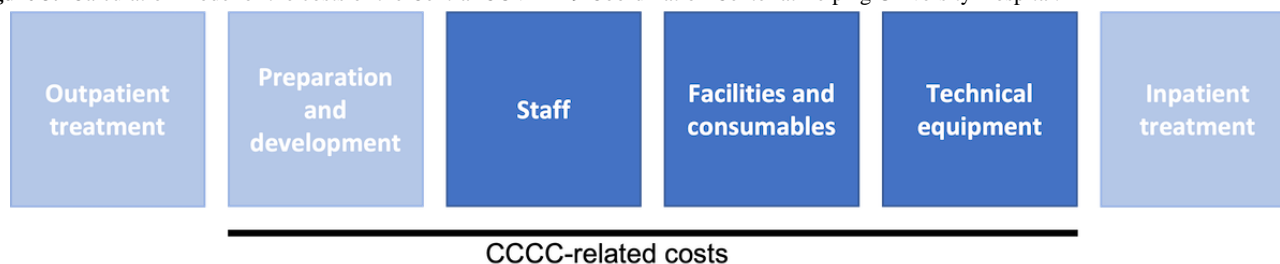 Outpatient
treatment
Preparation
and
development
Staff
Facilities and
consumables
Technical
equipment
Inpatient
treatment
CCCC-related costs